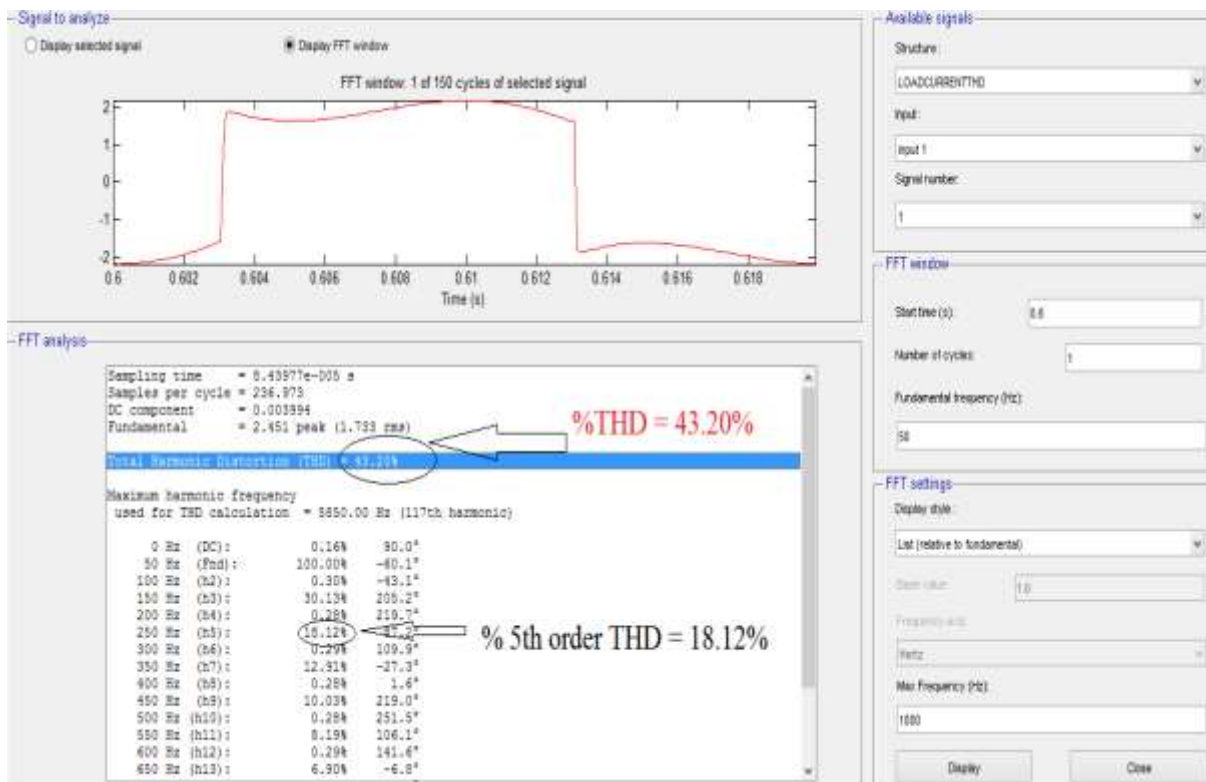 Signal to analyze
Display selected signal
Display FFT window
FFT window: 1 of 150 cycles of selected signal
2
1
0
-1
-2
0.6 0.602 0.604 0.606 0.608 0.61 0.612 0.614 0.616 0.618
Time (s)
FFT analysis
Sampling time = 8.43977e-005 s
Samples per cycle = 236.973
DC component = 0.003994
Fundamental = 2.451 peak (1.733 rms)
%THD = 43.20%
Total Harmonic Distortion (THD) = 43.20%
Maximum harmonic frequency
used for THD calculation = 5850.00 Hz (117th harmonic)
0 Hz (DC): 0.16% 90.0°
50 Hz (Fnd): 100.00% -60.1°
100 Hz (h2): 0.30% -43.1°
150 Hz (h3): 30.13% 205.2°
200 Hz (h4): 0.28% 219.7°
250 Hz (h5): 18.12%
% 5th order THD = 18.12%
300 Hz (h6): 0.29% 109.9°
350 Hz (h7): 12.91% -27.3°
400 Hz (h8): 0.28% 1.6°
450 Hz (h9): 10.03% 219.0°
500 Hz (h10): 0.28% 251.5°
550 Hz (h11): 8.19% 106.1°
600 Hz (h12): 0.29% 141.6°
650 Hz (h13): 6.90% -6.8°
Available signals
Structure:
LOADCURRENTTHD
Input:
input 1
Signal number:
1
FFT window
Start time (s): 0.6
Number of cycles: 1
Fundamental frequency (Hz):
50
FFT settings
Display style:
List (relative to fundamental)
Base value: 1.0
Frequency axis:
Hertz
Max Frequency (Hz):
1000
Display
Close